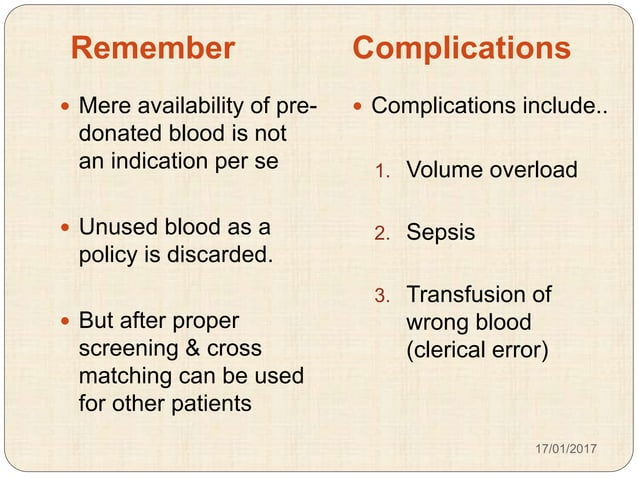 Remember
• Mere availability of pre-
donated blood is not
an indication per se
• Unused blood as a
policy is discarded.
• But after proper
screening & cross
matching can be used
for other patients
Complications
• Complications include..
1. Volume overload
2. Sepsis
3. Transfusion of
wrong blood
(clerical error)
17/01/2017